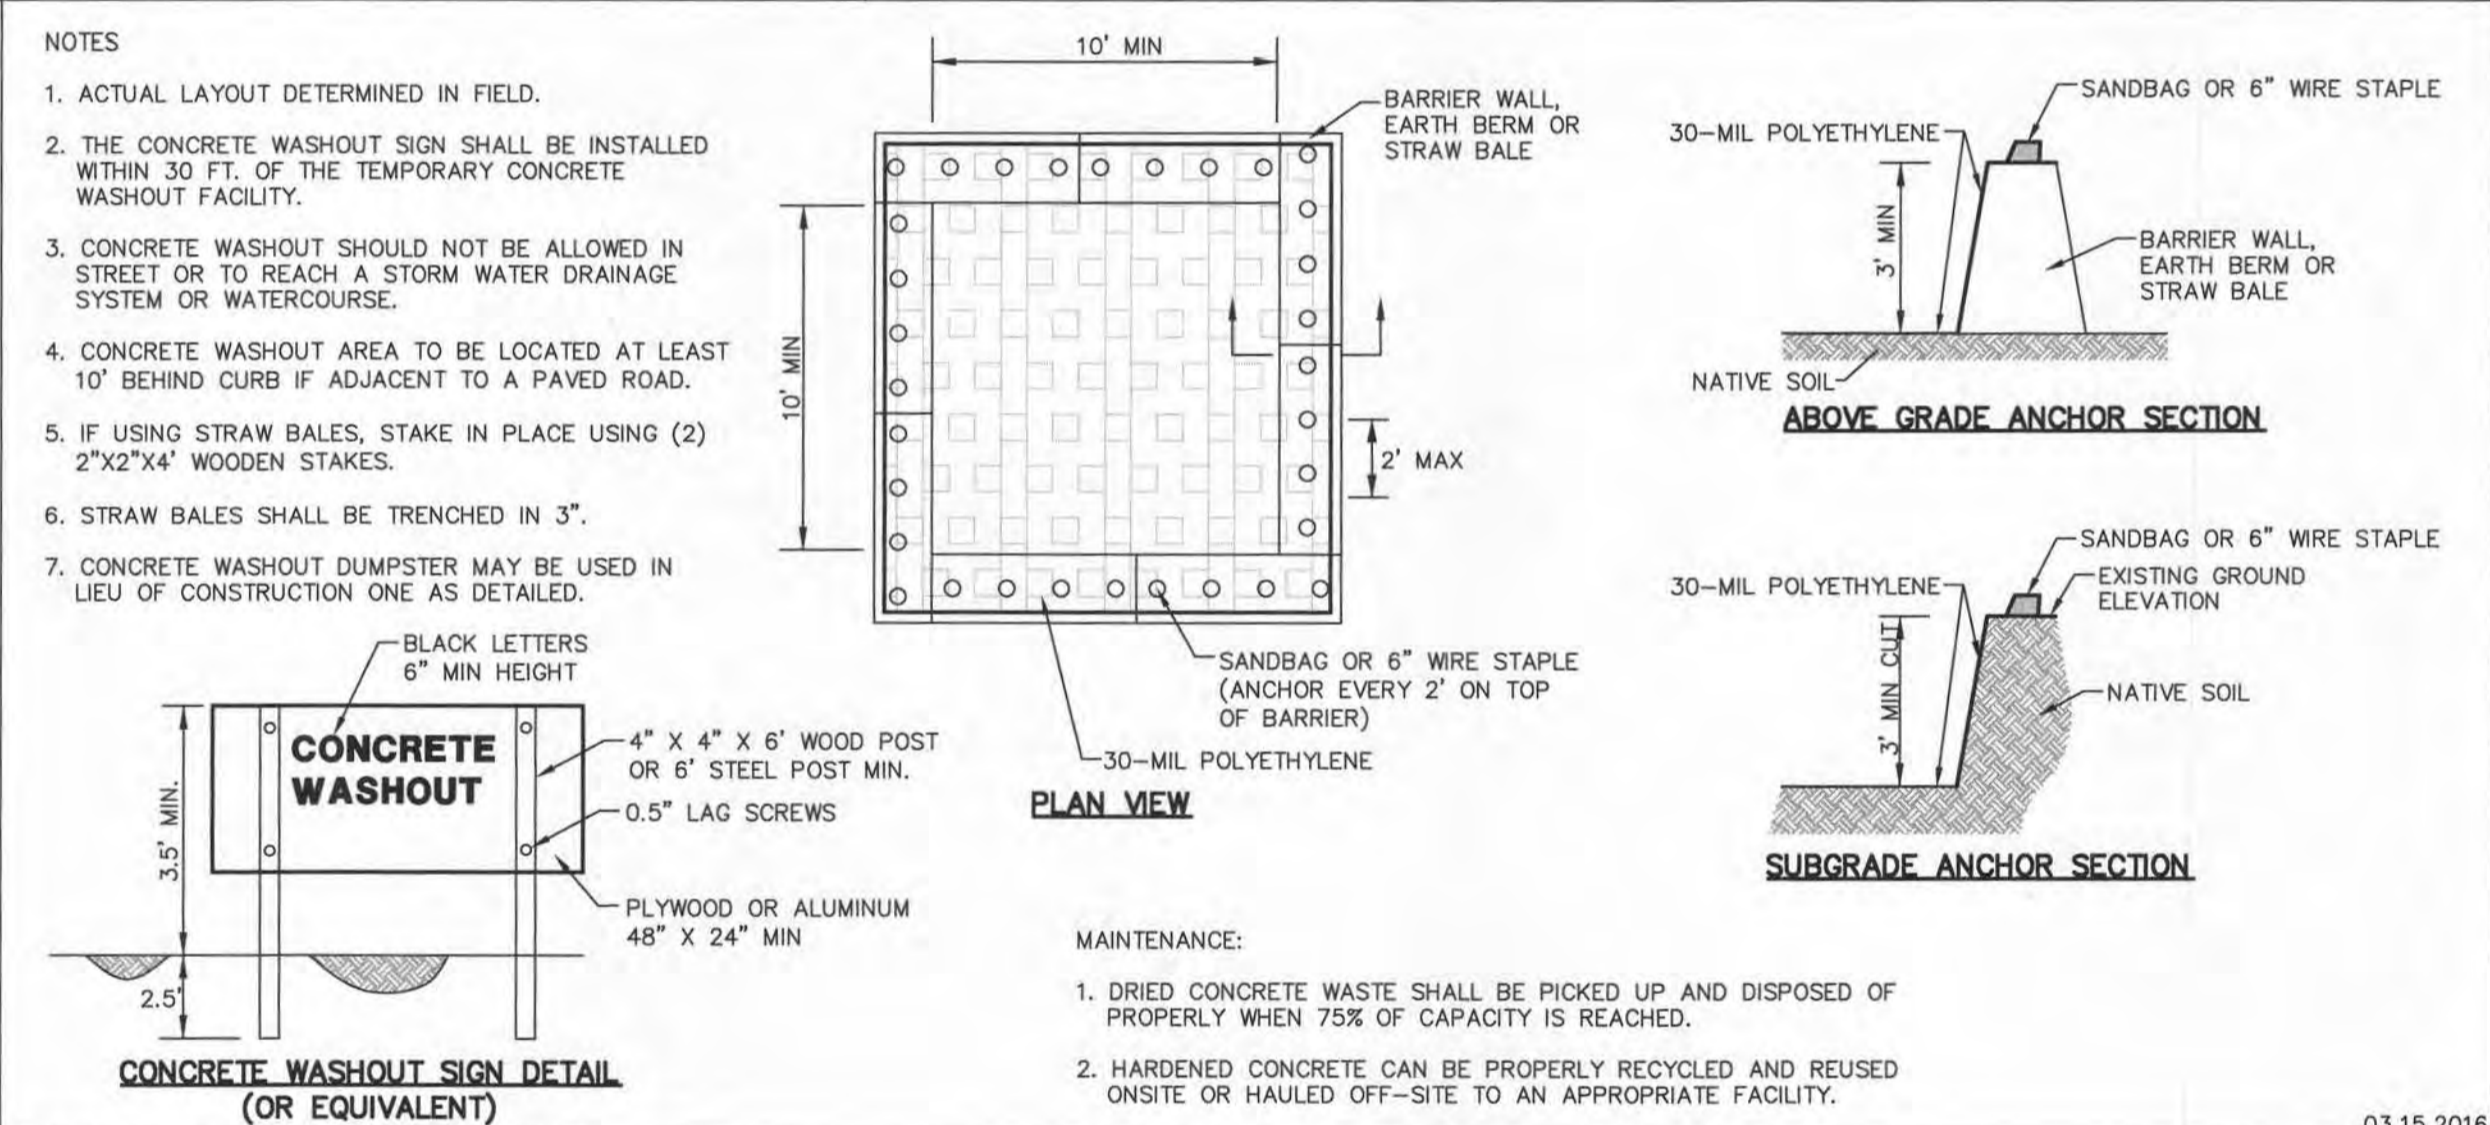 NOTES
1. ACTUAL LAYOUT DETERMINED IN FIELD.
2. THE CONCRETE WASHOUT SIGN SHALL BE INSTALLED
WITHIN 30 FT. OF THE TEMPORARY CONCRETE
WASHOUT FACILITY.
3. CONCRETE WASHOUT SHOULD NOT BE ALLOWED IN
STREET OR TO REACH A STORM WATER DRAINAGE
SYSTEM OR WATERCOURSE.
4. CONCRETE WASHOUT AREA TO BE LOCATED AT LEAST
10' BEHIND CURB IF ADJACENT TO A PAVED ROAD.
5. IF USING STRAW BALES, STAKE IN PLACE USING (2)
2"X2"X4' WOODEN STAKES.
6. STRAW BALES SHALL BE TRENCHED IN 3".
7. CONCRETE WASHOUT DUMPSTER MAY BE USED IN
LIEU OF CONSTRUCTION ONE AS DETAILED.
BLACK LETTERS
6" MIN HEIGHT
CONCRETE
WASHOUT
4" X 4" X 6' WOOD POST
OR 6' STEEL POST MIN.
0.5" LAG SCREWS
PLYWOOD OR ALUMINUM
48" X 24" MIN
3.5' MIN.
2.5'
CONCRETE WASHOUT SIGN DETAIL
(OR EQUIVALENT)
10' MIN
10' MIN
BARRIER WALL,
EARTH BERM OR
STRAW BALE
2' MAX
SANDBAG OR 6" WIRE STAPLE
(ANCHOR EVERY 2' ON TOP
OF BARRIER)
30-MIL POLYETHYLENE
PLAN VIEW
SANDBAG OR 6" WIRE STAPLE
30-MIL POLYETHYLENE
3' MIN
BARRIER WALL,
EARTH BERM OR
STRAW BALE
NATIVE SOIL
ABOVE GRADE ANCHOR SECTION
SANDBAG OR 6" WIRE STAPLE
30-MIL POLYETHYLENE
EXISTING GROUND
ELEVATION
3' MIN CUT
NATIVE SOIL
SUBGRADE ANCHOR SECTION
MAINTENANCE:
1. DRIED CONCRETE WASTE SHALL BE PICKED UP AND DISPOSED OF
PROPERLY WHEN 75% OF CAPACITY IS REACHED.
2. HARDENED CONCRETE CAN BE PROPERLY RECYCLED AND REUSED
ONSITE OR HAULED OFF-SITE TO AN APPROPRIATE FACILITY.
03.15.2016